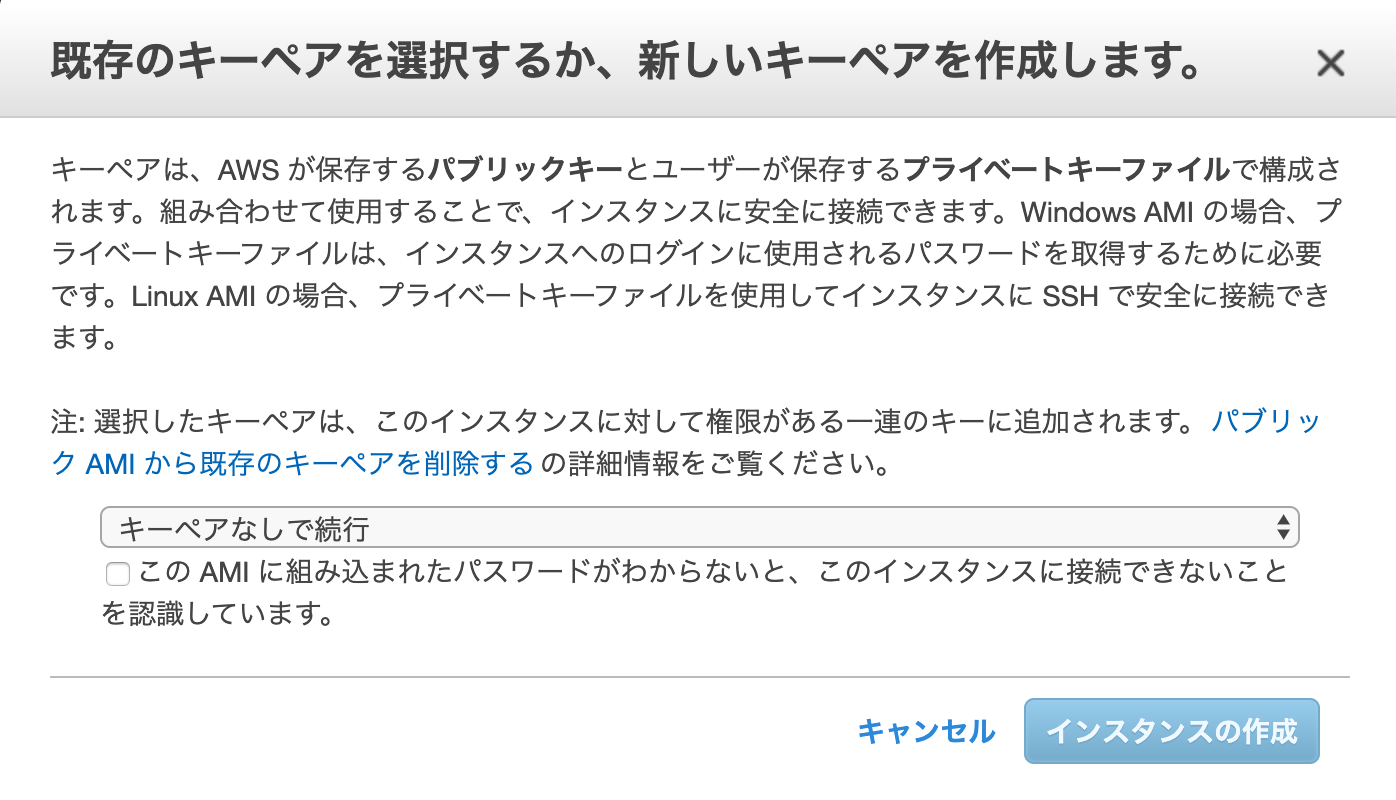 既存のキーペアを選択するか、新しいキーペアを作成します。
キーペアは、AWS が保存するパブリックキーとユーザーが保存するプライベートキーファイルで構成さ
れます。組み合わせて使用することで、インスタンスに安全に接続できます。Windows AMI の場合、プ
ライベートキーファイルは、インスタンスへのログインに使用されるパスワードを取得するために必要
です。Linux AMI の場合、プライベートキーファイルを使用してインスタンスに SSH で安全に接続でき
ます。
注: 選択したキーペアは、このインスタンスに対して権限がある一連のキーに追加されます。 パブリッ
ク AMI から既存のキーペアを削除する の詳細情報をご覧ください。
キーペアなしで続行
この AMI に組み込まれたパスワードがわからないと、このインスタンスに接続できないこと
を認識しています。
キャンセル インスタンスの作成